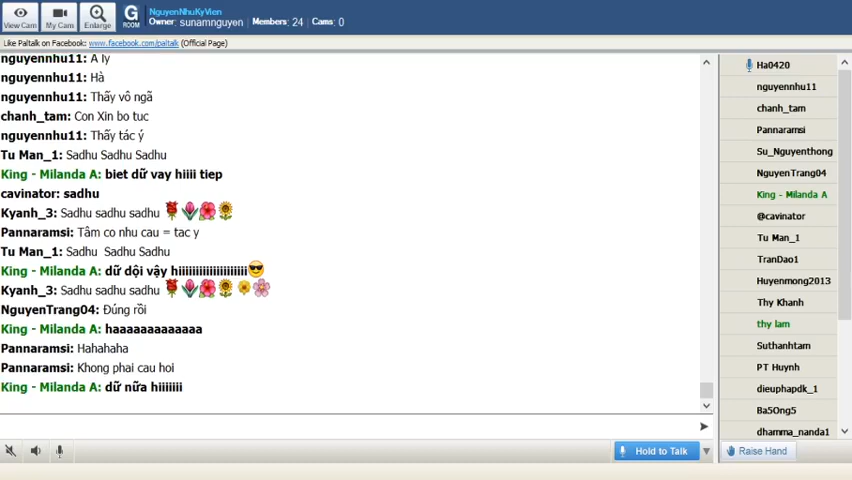 NguyenNhuKyVien
Owner: sunamnguyen | Members: 24 | Cams: 0
View Cam
My Cam
Enlarge
G
ROOM
Like Paltalk on Facebook: www.facebook.com/paltalk (Official Page)
nguyennhu11: A lý
nguyennhu11: Hà
nguyennhu11: Thấy vô ngã
chanh_tam: Con Xin bo tuc
nguyennhu11: Thấy tác ý
Tu Man_1: Sadhu Sadhu Sadhu
King - Milanda A: biet dữ vay hiiii tiep
cavinator: sadhu
Kyanh_3: Sadhu sadhu sadhu
Pannaramsi: Tâm co nhu cau = tac y
Tu Man_1: Sadhu Sadhu Sadhu
King - Milanda A: dữ dội vậy hiiiiiiiiiiiiiiiiiiiii
Kyanh_3: Sadhu sadhu sadhu
NguyenTrang04: Đúng rồi
King - Milanda A: haaaaaaaaaaaaa
Pannaramsi: Hahahaha
Pannaramsi: Khong phai cau hoi
King - Milanda A: dữ nữa hiiiiiii
Hold to Talk
Ha0420
nguyennhu11
chanh_tam
Pannaramsi
Su_Nguyenthong
NguyenTrang04
King - Milanda A
@cavinator
Tu Man_1
TranDao1
Huyenmong2013
Thy Khanh
thy lam
Suthanhtam
PT Huynh
dieuphapdk_1
Ba5Ong5
dhamma_nanda1
Raise Hand